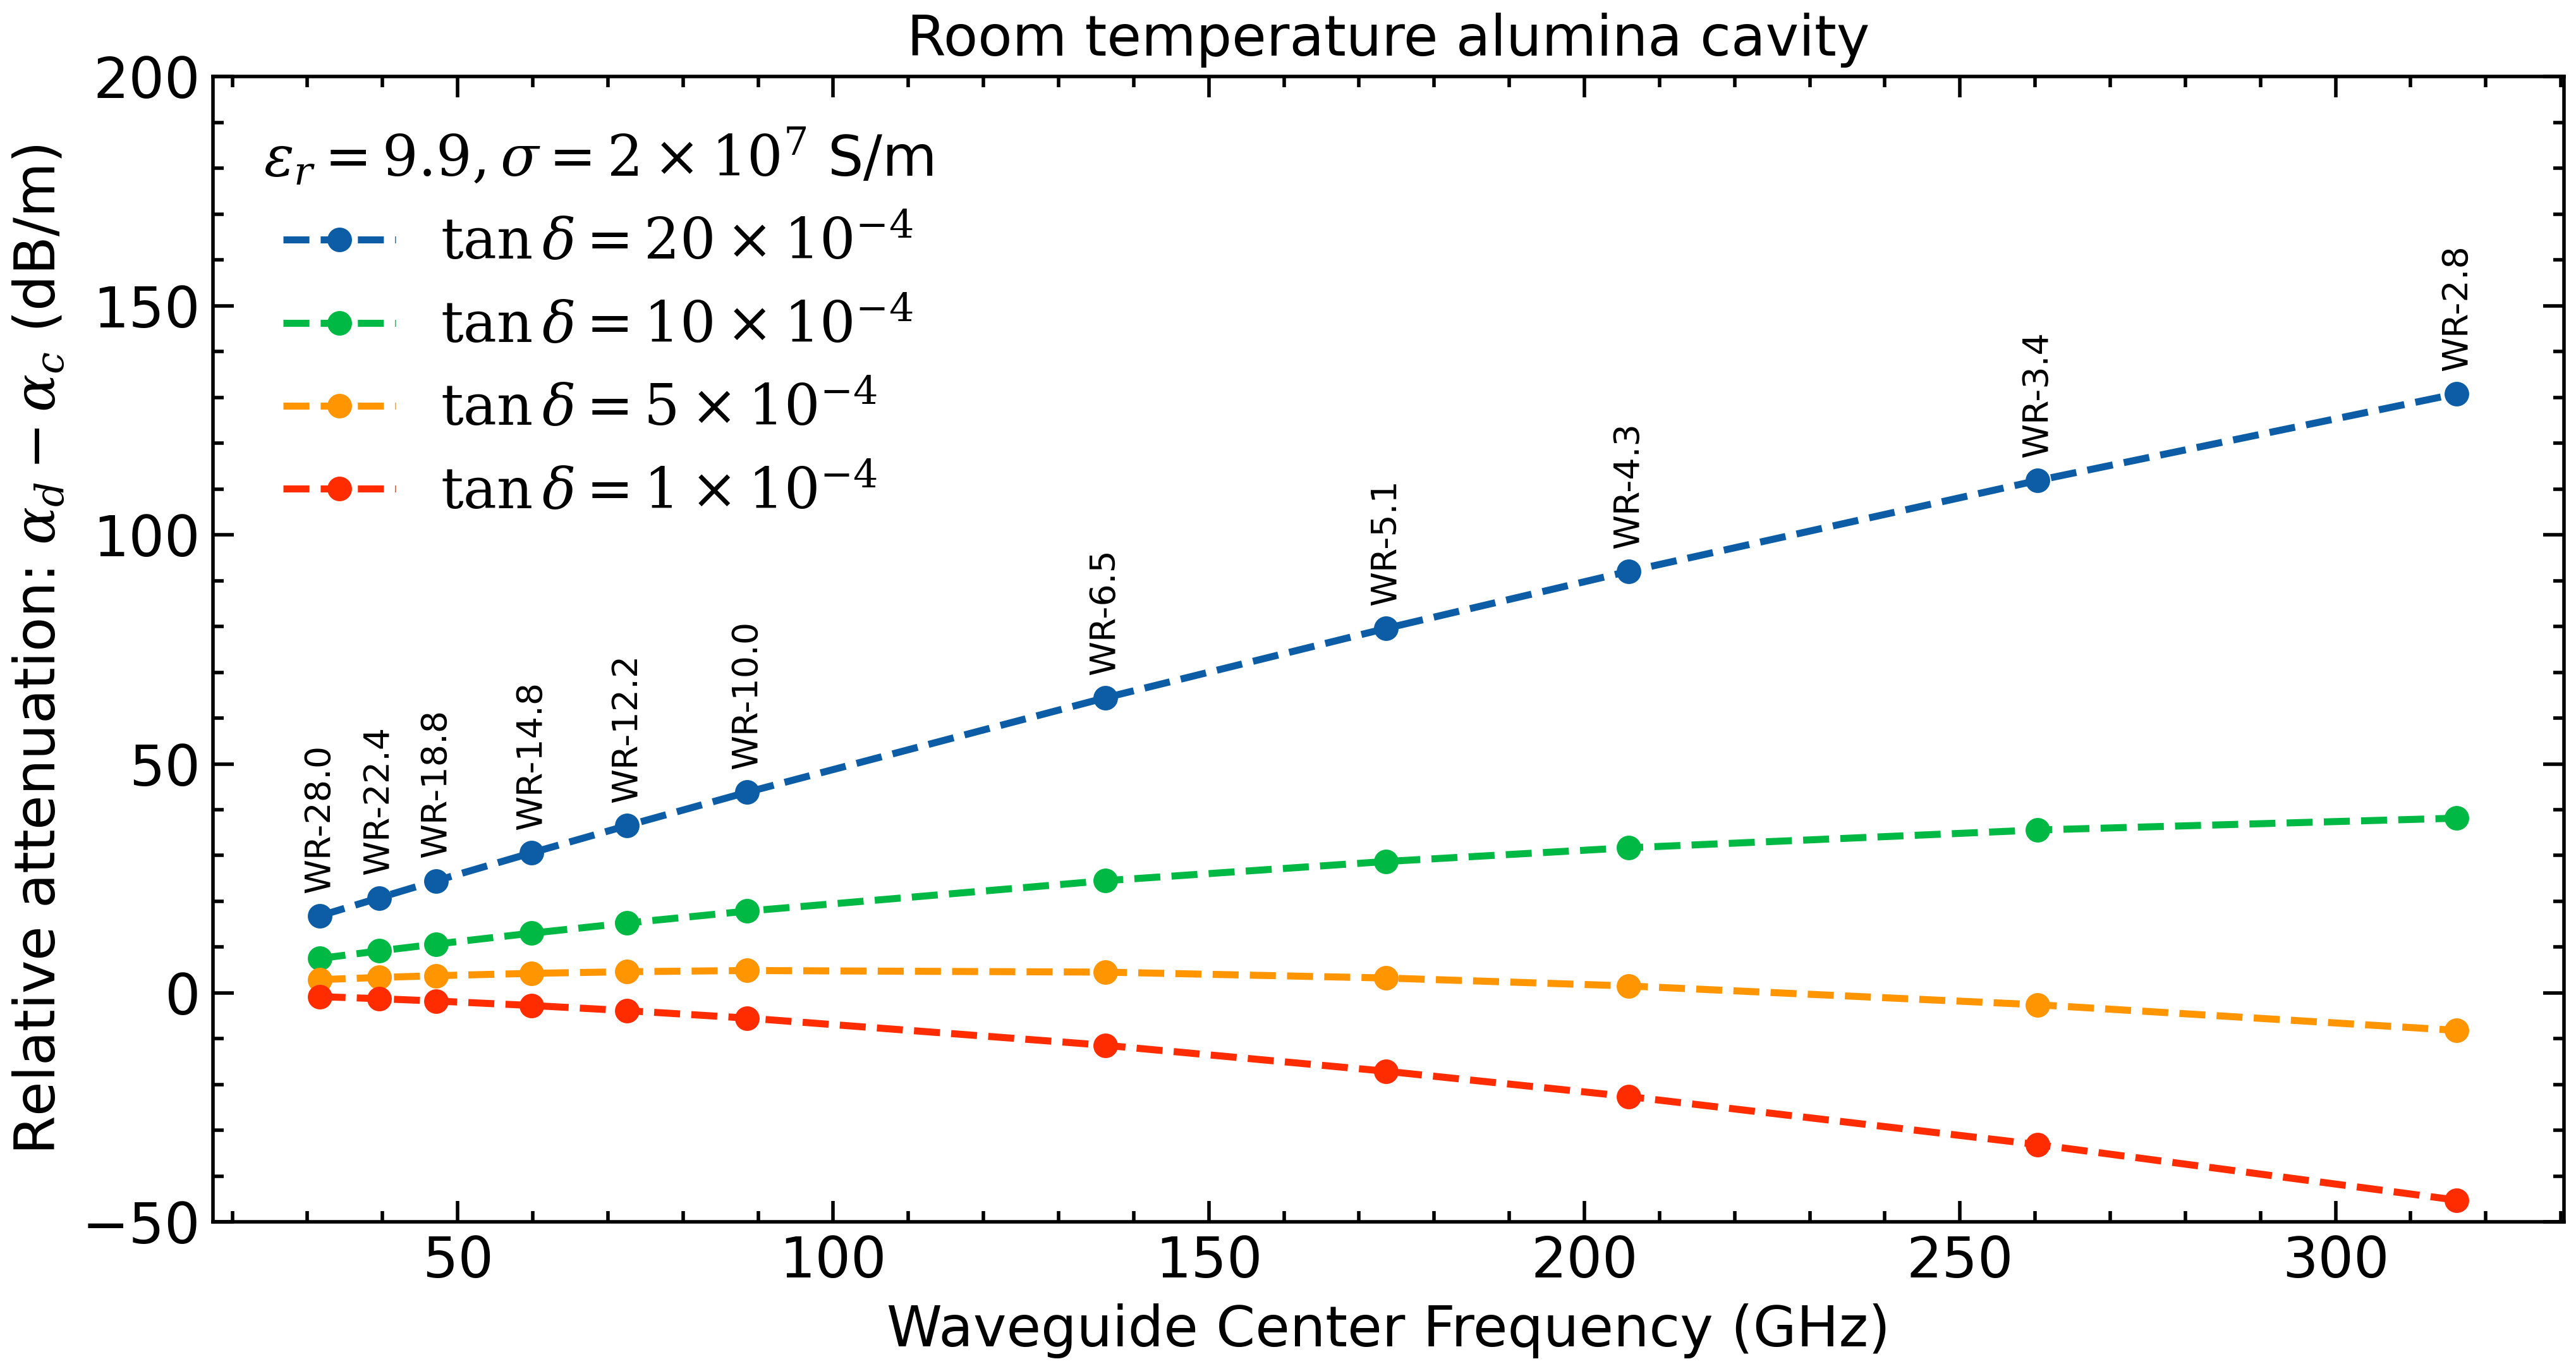 Room temperature alumina cavity
Relative attenuation: α_d − α_c (dB/m)
200
150
100
50
0
−50
ε_r = 9.9, σ = 2 × 10^7 S/m
tan δ = 20 × 10^−4
tan δ = 10 × 10^−4
tan δ = 5 × 10^−4
tan δ = 1 × 10^−4
WR-28.0
WR-22.4
WR-18.8
WR-14.8
WR-12.2
WR-10.0
WR-6.5
WR-5.1
WR-4.3
WR-3.4
WR-2.8
50 100 150 200 250 300
Waveguide Center Frequency (GHz)